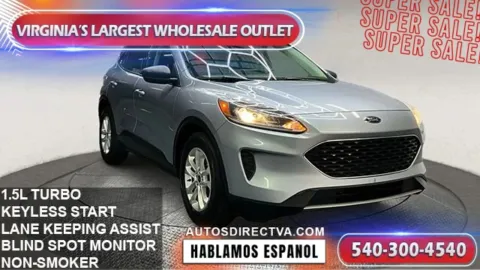 VIRGINIA'S LARGEST WHOLESALE OUTLET
SUPER SALE!
SUPER SALE!
SUPER SALE!
Ford
1.5L TURBO
KEYLESS START
LANE KEEPING ASSIST
BLIND SPOT MONITOR
NON-SMOKER
AUTOSDIRECTVA.COM
HABLAMOS ESPANOL
540-300-4540